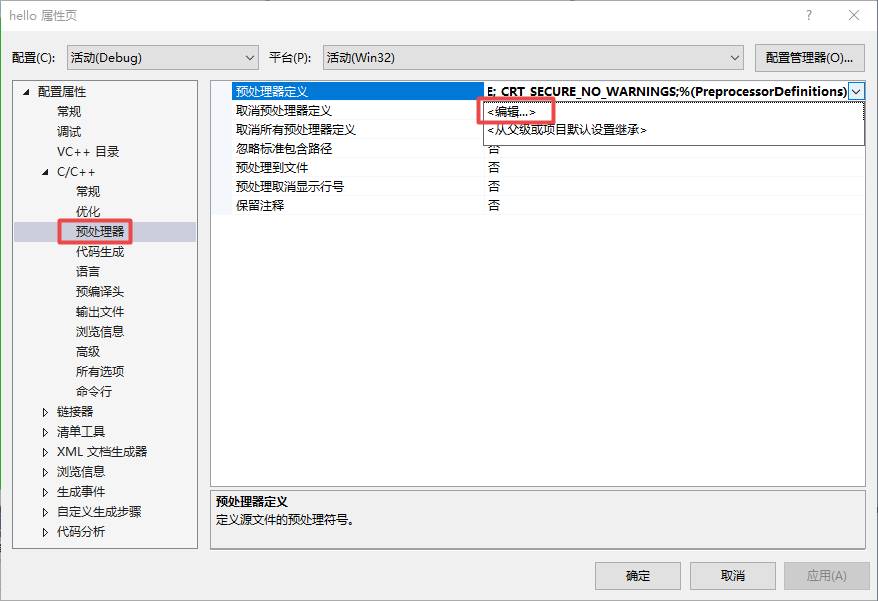 hello 属性页
配置(C): 活动(Debug) 平台(P): 活动(Win32) 配置管理器(O)...
配置属性
常规
调试
VC++ 目录
C/C++
常规
优化
预处理器
代码生成
语言
预编译头
输出文件
浏览信息
高级
所有选项
命令行
链接器
清单工具
XML 文档生成器
浏览信息
生成事件
自定义生成步骤
代码分析
预处理器定义 E;_CRT_SECURE_NO_WARNINGS;%(PreprocessorDefinitions)
取消预处理器定义 <编辑...>
取消所有预处理器定义 <从父级或项目默认设置继承>
忽略标准包含路径 否
预处理到文件 否
预处理取消显示行号 否
保留注释 否
预处理器定义
定义源文件的预处理符号。
确定 取消 应用(A)